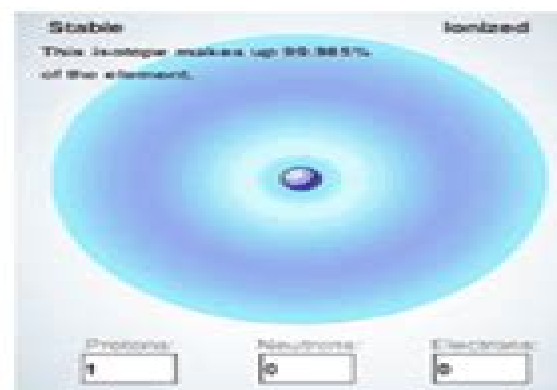 Stable Ionized
This isotope makes up 99.985%
of the element.
Protons: Neutrons: Electrons:
1 0 0